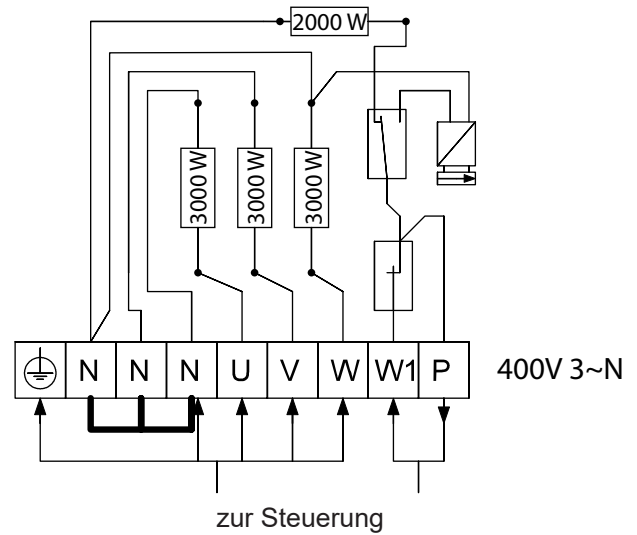 2000 W
3000 W
3000 W
3000 W
N N N U V W W1 P
400V 3~N
zur Steuerung